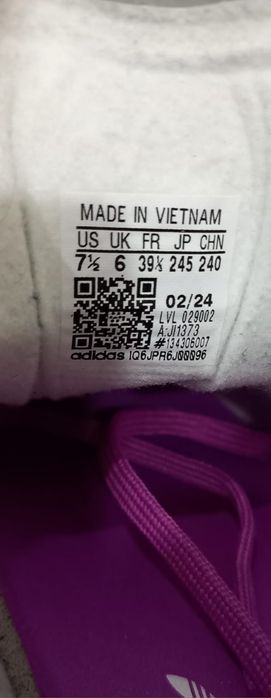 MADE IN VIETNAM
US UK FR JP CHN
7½ 6 39⅓ 245 240
02/24
LVL 029002
A:JI1373
#134306007
adidas IQ6JPR6J00096